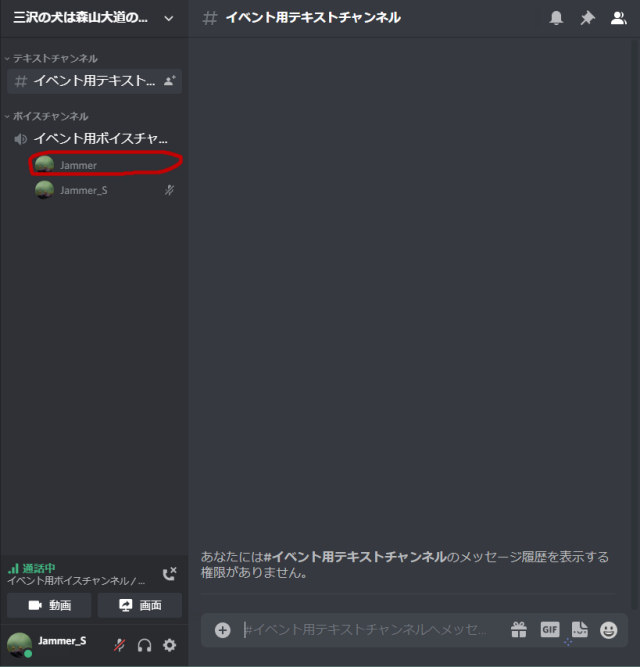 三沢の犬は森山大道の...
# イベント用テキストチャンネル
テキストチャンネル
# イベント用テキスト...
ボイスチャンネル
イベント用ボイスチャ...
Jammer
Jammer_S
あなたには#イベント用テキストチャンネルのメッセージ履歴を表示する
権限がありません。
通話中
イベント用ボイスチャンネル / ...
動画
画面
#イベント用テキストチャンネルへメッセ...
GIF
Jammer_S